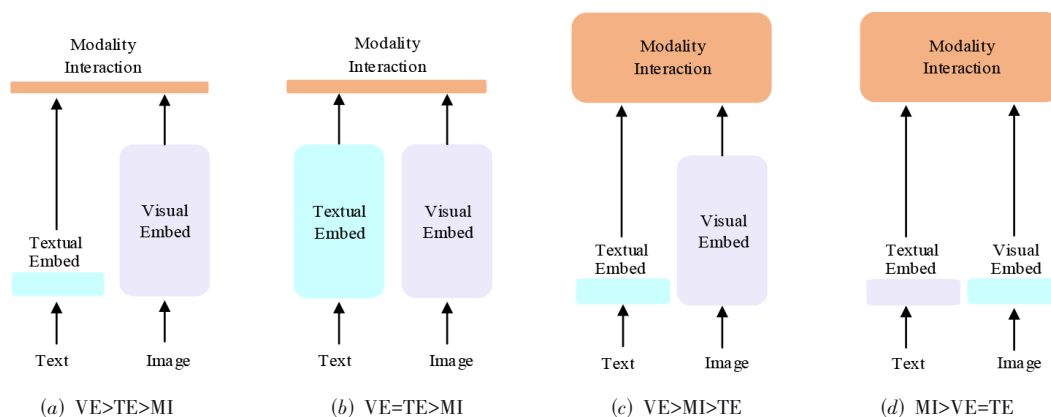 Modality
Interaction
Textual
Embed
Visual
Embed
Text
Image
(a) VE>TE>MI
Modality
Interaction
Textual
Embed
Visual
Embed
Text
Image
(b) VE=TE>MI
Modality
Interaction
Textual
Embed
Visual
Embed
Text
Image
(c) VE>MI>TE
Modality
Interaction
Textual Embed
Visual Embed
Text
Image
(d) MI>VE=TE